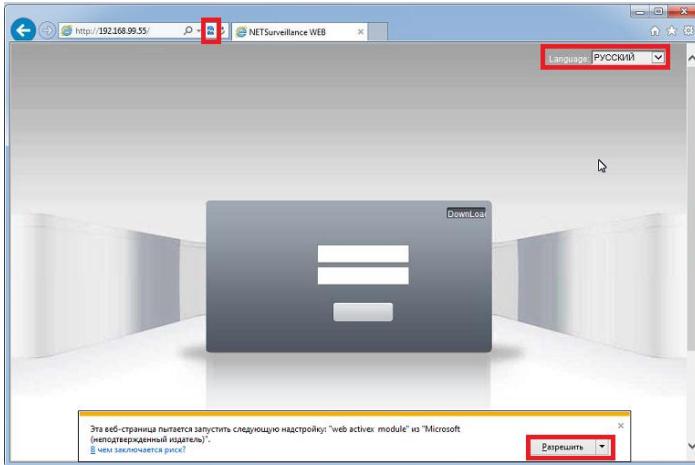 http://192.168.99.55/
NETSurveillance WEB
Language: РУССКИЙ
DownLoad
Эта веб-страница пытается запустить следующую надстройку: "web activex module" из "Microsoft
(неподтвержденный издатель)".
В чем заключается риск?
Разрешить